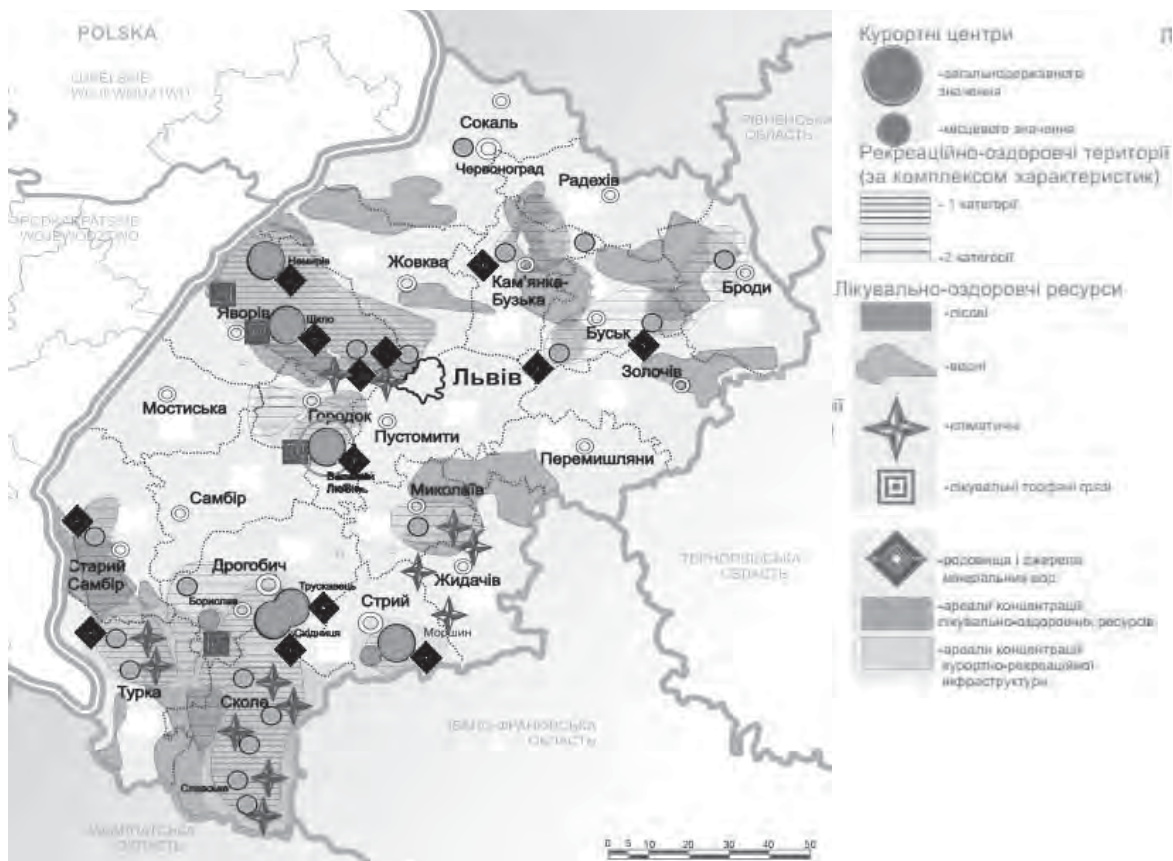 POLSKA
LUBELSKIE
WOJEWÓDZTWO
РІВНЕНСЬКА
ОБЛАСТЬ
Сокаль
Червоноград
Радехів
Немирів
Жовква
Кам'янка-
Бузька
Броди
Яворів
Шкло
Буськ
Львів
Золочів
Мостиська
Городок
Пустомити
Перемишляни
Великий
Любінь
Миколаїв
Самбір
Старий
Самбір
Дрогобич
Трускавець
Борислав
Стрий
Жидачів
Східниця
Моршин
Турка
Сколе
Славське
ТЕРНОПІЛЬСЬКА
ОБЛАСТЬ
ІВАНО-ФРАНКІВСЬКА
ОБЛАСТЬ
ОБЛАСТЬ
0 5 10 20 30 40 50
Курортні центри
-загальнодержавного
значення
-місцевого значення
Рекреаційно-оздоровчі території
(за комплексом характеристик)
- 1 категорії
-2 категорії
Лікувально-оздоровчі ресурси
-лісові
-водні
-кліматичні
-лікувальні торфяні грязі
-родовища і джерела
мінеральних вод
-ареали концентрації
лікувально-оздоровчих ресурсів
-ареали концентрації
курортно-рекреаційної
інфраструктури